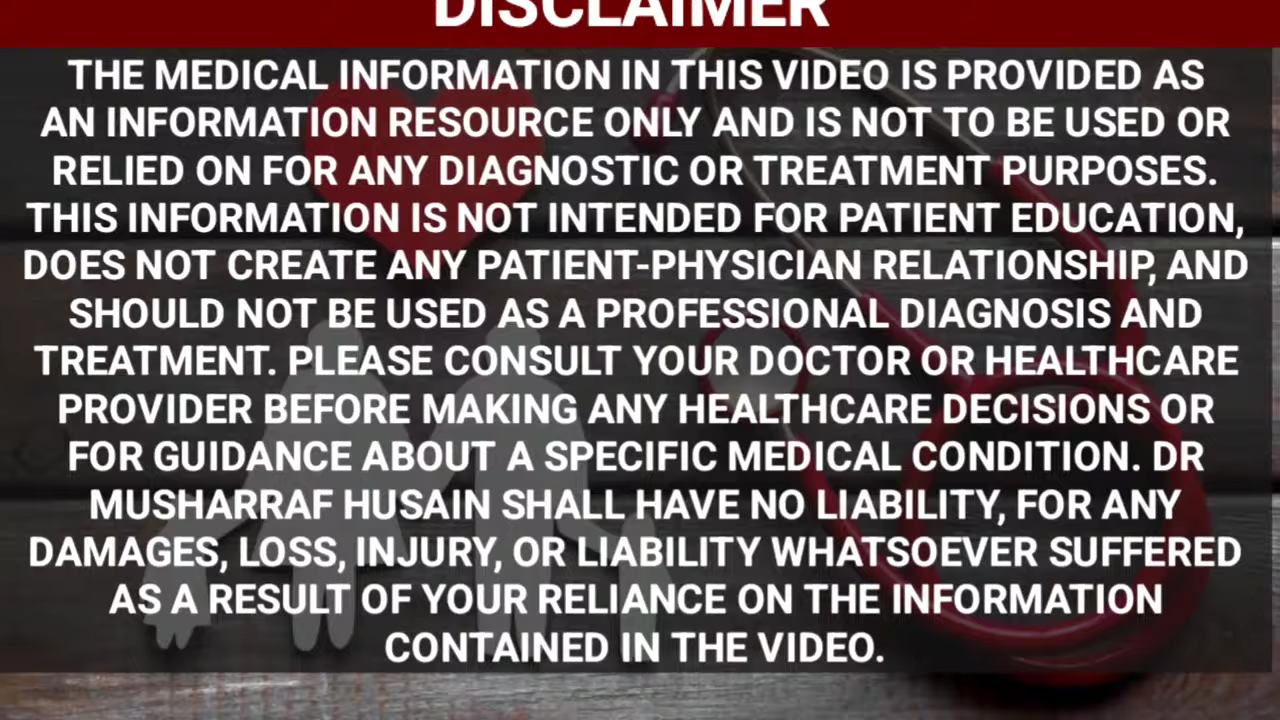 DISCLAIMER
THE MEDICAL INFORMATION IN THIS VIDEO IS PROVIDED AS
AN INFORMATION RESOURCE ONLY AND IS NOT TO BE USED OR
RELIED ON FOR ANY DIAGNOSTIC OR TREATMENT PURPOSES.
THIS INFORMATION IS NOT INTENDED FOR PATIENT EDUCATION,
DOES NOT CREATE ANY PATIENT-PHYSICIAN RELATIONSHIP, AND
SHOULD NOT BE USED AS A PROFESSIONAL DIAGNOSIS AND
TREATMENT. PLEASE CONSULT YOUR DOCTOR OR HEALTHCARE
PROVIDER BEFORE MAKING ANY HEALTHCARE DECISIONS OR
FOR GUIDANCE ABOUT A SPECIFIC MEDICAL CONDITION. DR
MUSHARRAF HUSAIN SHALL HAVE NO LIABILITY, FOR ANY
DAMAGES, LOSS, INJURY, OR LIABILITY WHATSOEVER SUFFERED
AS A RESULT OF YOUR RELIANCE ON THE INFORMATION
CONTAINED IN THE VIDEO.